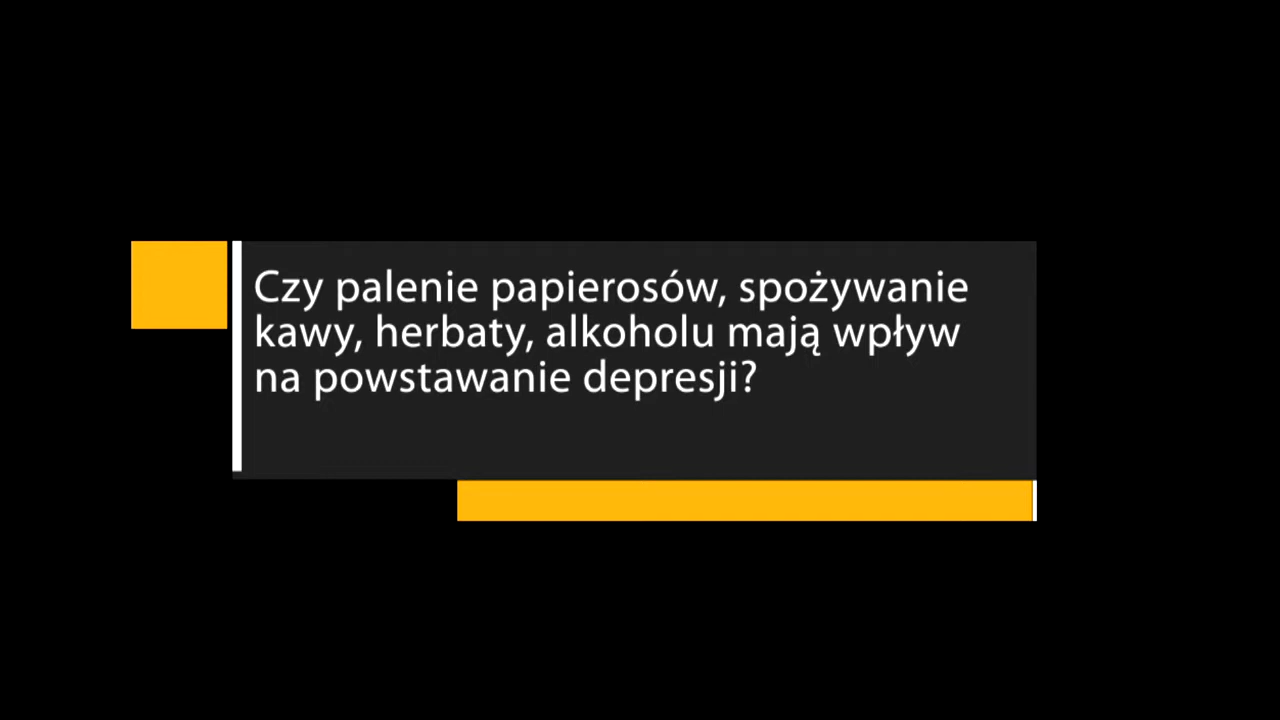 Czy palenie papierosów, spożywanie
kawy, herbaty, alkoholu mają wpływ
na powstawanie depresji?